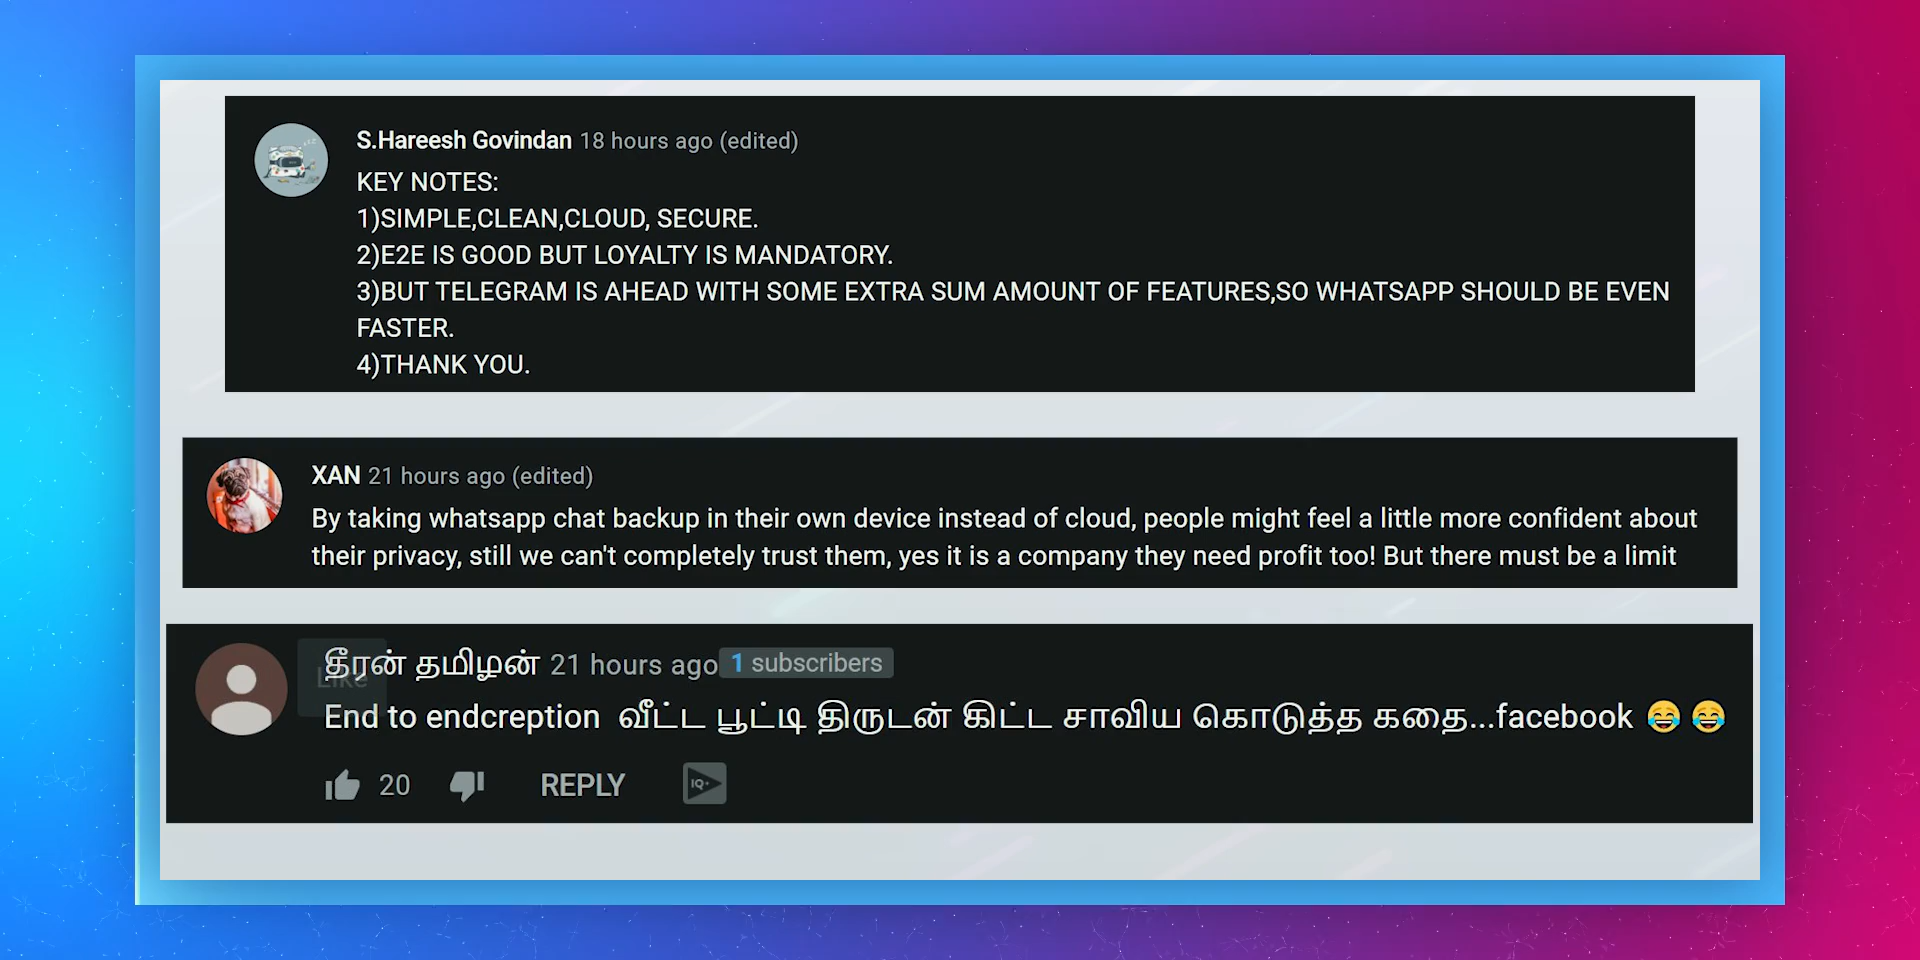 S.Hareesh Govindan 18 hours ago (edited)
KEY NOTES:
1)SIMPLE,CLEAN,CLOUD, SECURE.
2)E2E IS GOOD BUT LOYALTY IS MANDATORY.
3)BUT TELEGRAM IS AHEAD WITH SOME EXTRA SUM AMOUNT OF FEATURES,SO WHATSAPP SHOULD BE EVEN
FASTER.
4)THANK YOU.
XAN 21 hours ago (edited)
By taking whatsapp chat backup in their own device instead of cloud, people might feel a little more confident about
their privacy, still we can't completely trust them, yes it is a company they need profit too! But there must be a limit
தீரன் தமிழன் 21 hours ago 1 subscribers
Like
End to endcreption வீட்ட பூட்டி திருடன் கிட்ட சாவிய கொடுத்த கதை...facebook 😂 😂
20 REPLY IQ+